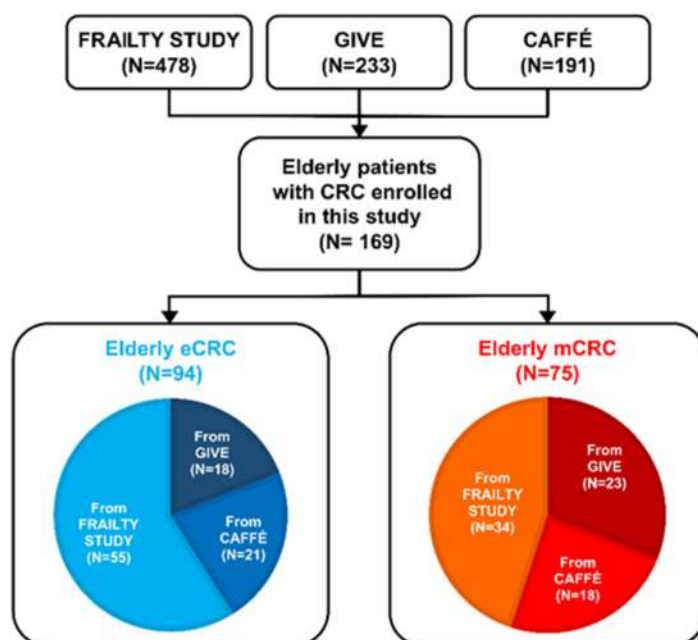 FRAILTY STUDY
(N=478)
GIVE
(N=233)
CAFFÉ
(N=191)
Elderly patients
with CRC enrolled
in this study
(N= 169)
Elderly eCRC
(N=94)
From
GIVE
(N=18)
From
FRAILTY
STUDY
(N=55)
From
CAFFÉ
(N=21)
Elderly mCRC
(N=75)
From
GIVE
(N=23)
From
FRAILTY
STUDY
(N=34)
From
CAFFÉ
(N=18)